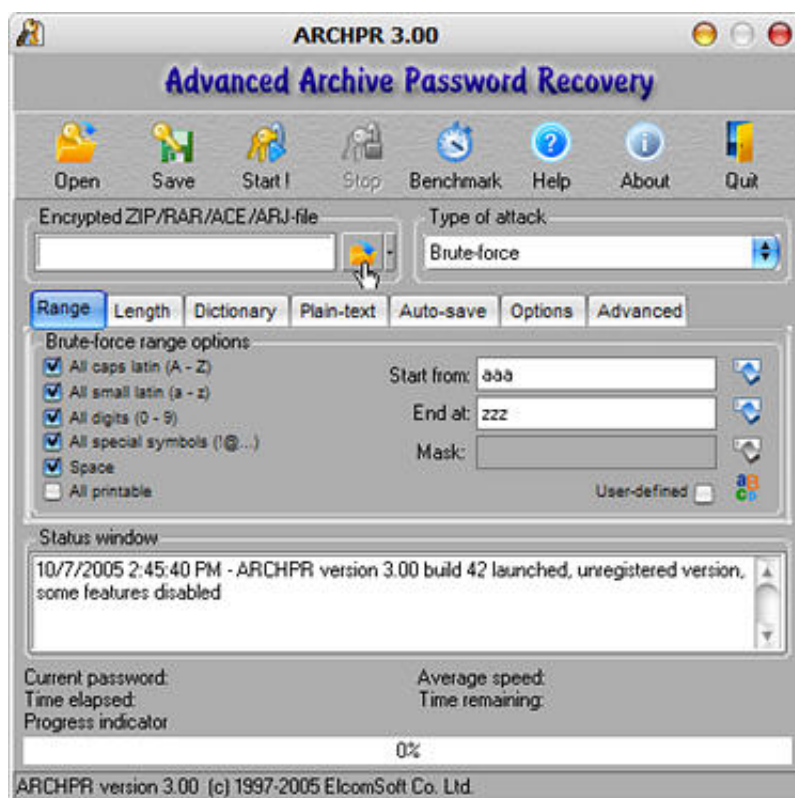 ARCHPR 3.00
Advanced Archive Password Recovery
Open Save Start ! Stop Benchmark Help About Quit
Encrypted ZIP/RAR/ACE/ARJ-file Type of attack
Brute-force
Range Length Dictionary Plain-text Auto-save Options Advanced
Brute-force range options
All caps latin (A - Z)
All small latin (a - z)
All digits (0 - 9)
All special symbols (!@...)
Space
All printable
Start from: aaa
End at: zzz
Mask:
User-defined
Status window
10/7/2005 2:45:40 PM - ARCHPR version 3.00 build 42 launched, unregistered version,
some features disabled
Current password: Average speed:
Time elapsed: Time remaining:
Progress indicator
0%
ARCHPR version 3.00 (c) 1997-2005 ElcomSoft Co. Ltd.